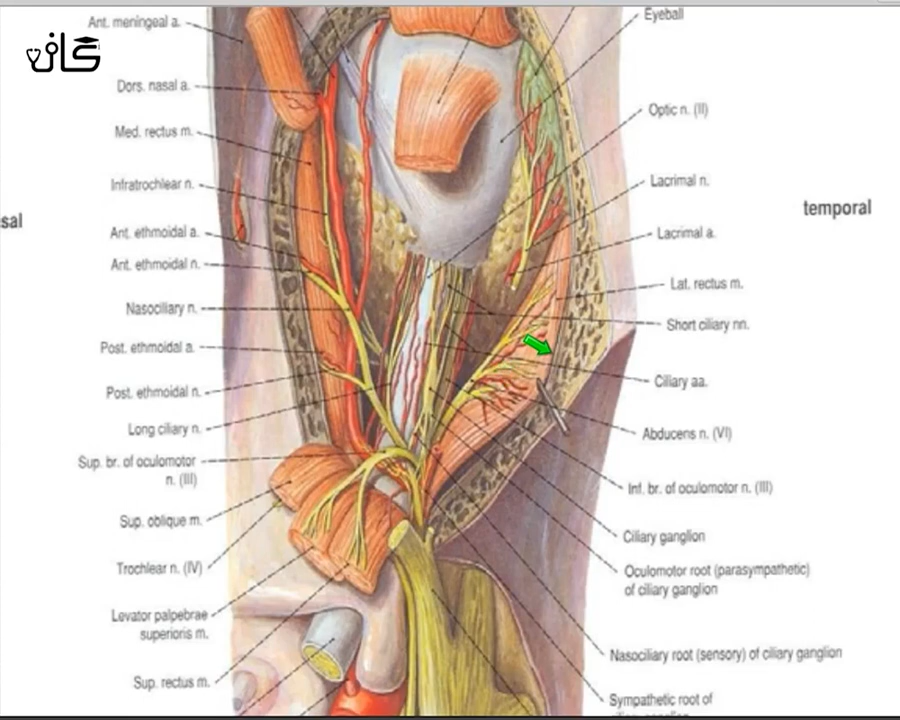 Ant. meningeal a.
كان
Dors. nasal a.
Med. rectus m.
Infratrochlear n.
sal
Ant. ethmoidal a.
Ant. ethmoidal n.
Nasociliary n.
Post. ethmoidal a.
Post. ethmoidal n.
Long ciliary n.
Sup. br. of oculomotor
n. (III)
Sup. oblique m.
Trochlear n. (IV)
Levator palpebrae
superioris m.
Sup. rectus m.
Eyeball
Optic n. (II)
Lacrimal n.
temporal
Lacrimal a.
Lat. rectus m.
Short ciliary nn.
Ciliary aa.
Abducens n. (VI)
Inf. br. of oculomotor n. (III)
Ciliary ganglion
Oculomotor root (parasympathetic)
of ciliary ganglion
Nasociliary root (sensory) of ciliary ganglion
Sympathetic root of
ciliary ganglion